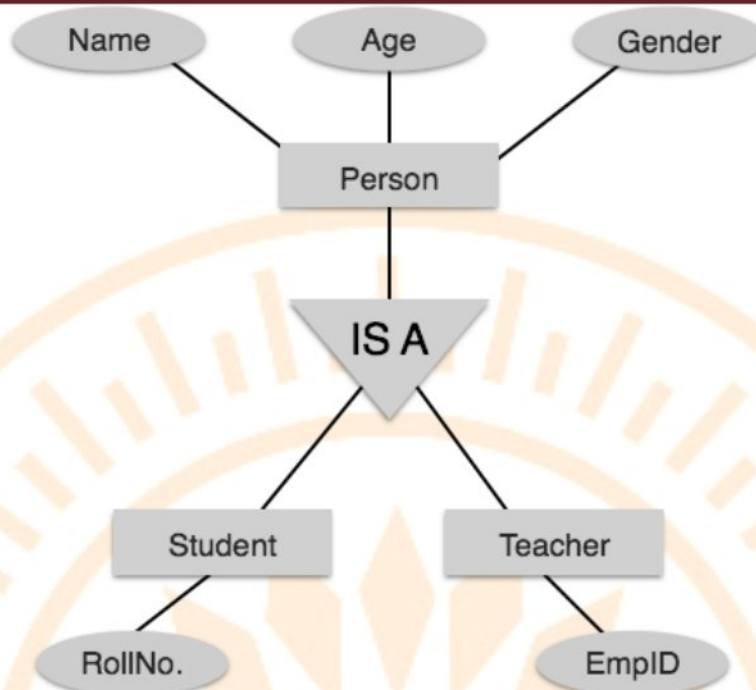 Name
Age
Gender
Person
IS A
Student
Teacher
RollNo.
EmpID